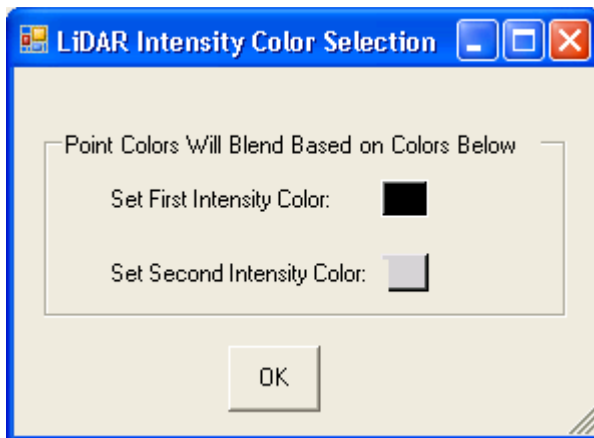 LiDAR Intensity Color Selection
Point Colors Will Blend Based on Colors Below
Set First Intensity Color:
Set Second Intensity Color:
OK